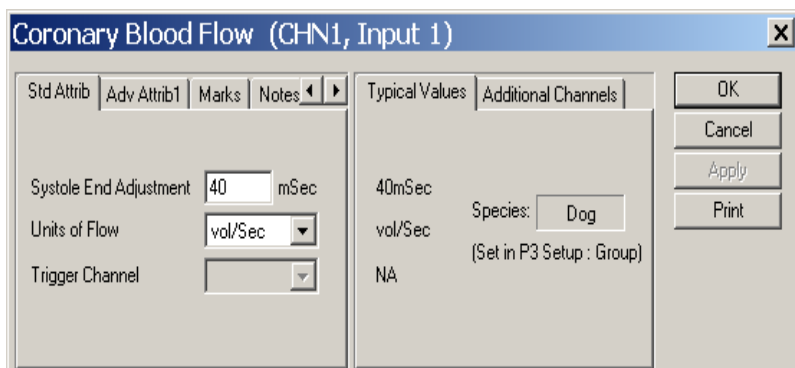 Coronary Blood Flow (CHN1, Input 1)
Std Attrib Adv Attrib1 Marks Notes
Systole End Adjustment 40 mSec
Units of Flow vol/Sec
Trigger Channel
Typical Values Additional Channels
40mSec
vol/Sec
NA
Species: Dog
(Set in P3 Setup : Group)
OK
Cancel
Apply
Print